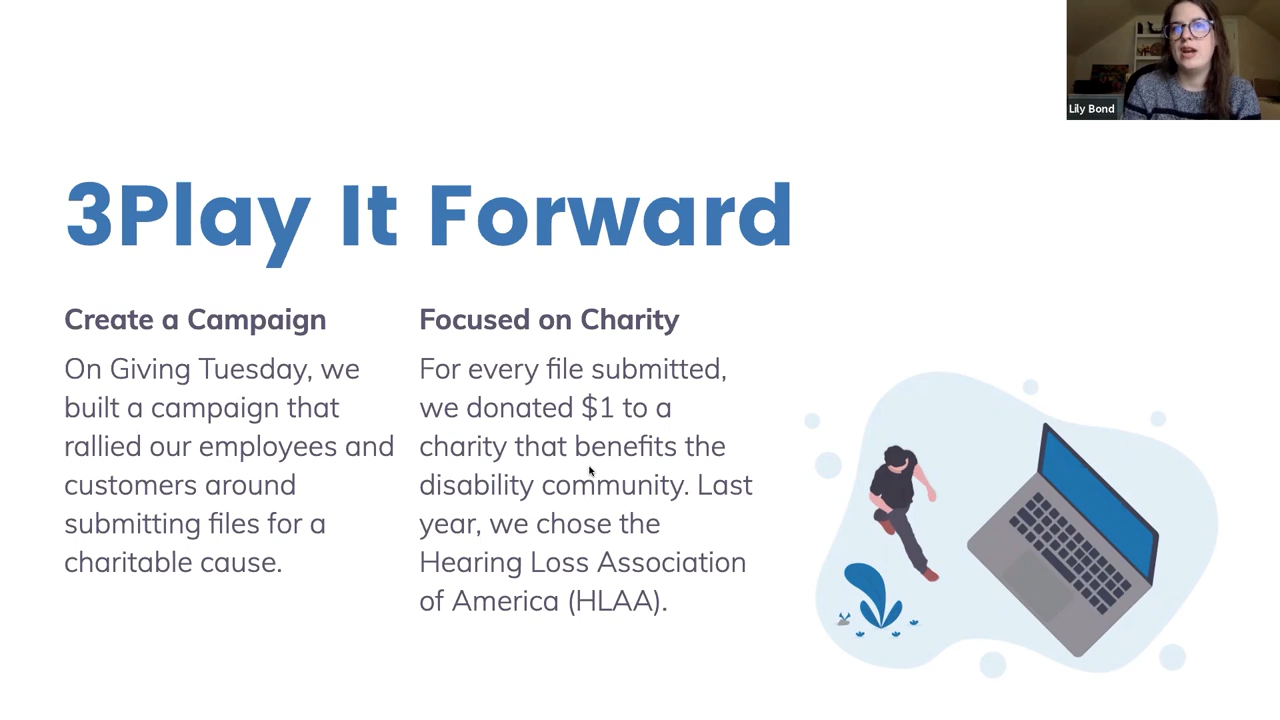 Lily Bond
3Play It Forward
Create a Campaign
On Giving Tuesday, we
built a campaign that
rallied our employees and
customers around
submitting files for a
charitable cause.
Focused on Charity
For every file submitted,
we donated $1 to a
charity that benefits the
disability community. Last
year, we chose the
Hearing Loss Association
of America (HLAA).